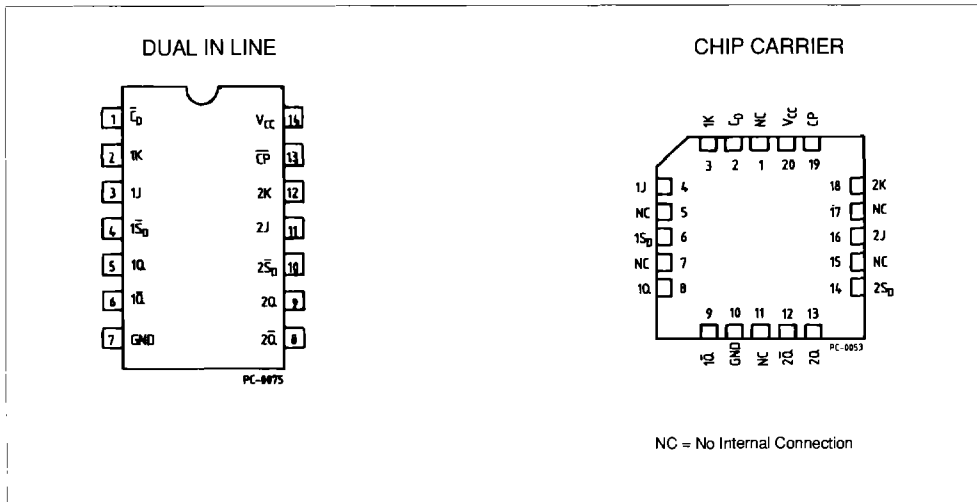 DUAL IN LINE
1 C̅D VCC 14
2 1K C̅P̅ 13
3 1J 2K 12
4 1S̅D 2J 11
5 1Q 2S̅D 10
6 1Q̅ 2Q 9
7 GND 2Q̅ 8
PC-0075
CHIP CARRIER
1K CD NC VCC CP
3 2 1 20 19
1J 4 18 2K
NC 5 17 NC
1SD 6 16 2J
NC 7 15 NC
1Q 8 14 2SD
9 10 11 12 13
1Q̅ GND NC 2Q̅ 2Q
PC-0053
NC = No Internal Connection